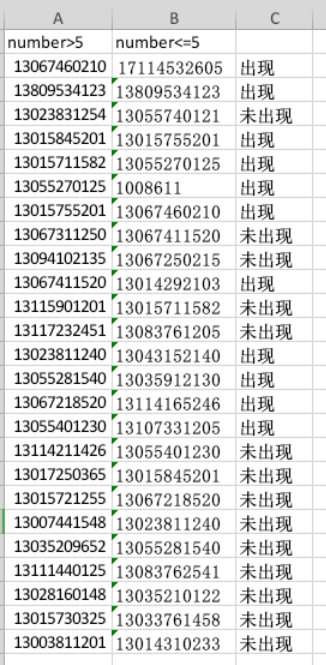 A B C
number>5 number<=5
13067460210 17114532605 出现
13809534123 13809534123 出现
13023831254 13055740121 未出现
13015845201 13015755201 出现
13015711582 13055270125 出现
13055270125 1008611 出现
13015755201 13067460210 出现
13067311250 13067411520 未出现
13094102135 13067250215 未出现
13067411520 13014292103 出现
13115901201 13015711582 未出现
13117232451 13083761205 未出现
13023811240 13043152140 出现
13055281540 13035912130 出现
13067218520 13114165246 出现
13055401230 13107331205 出现
13114211426 13055401230 未出现
13017250365 13015845201 未出现
13015721255 13067218520 未出现
13007441548 13023811240 未出现
13035209652 13055281540 未出现
13111440125 13083762541 未出现
13028160148 13035210122 未出现
13015730325 13033761458 未出现
13003811201 13014310233 未出现